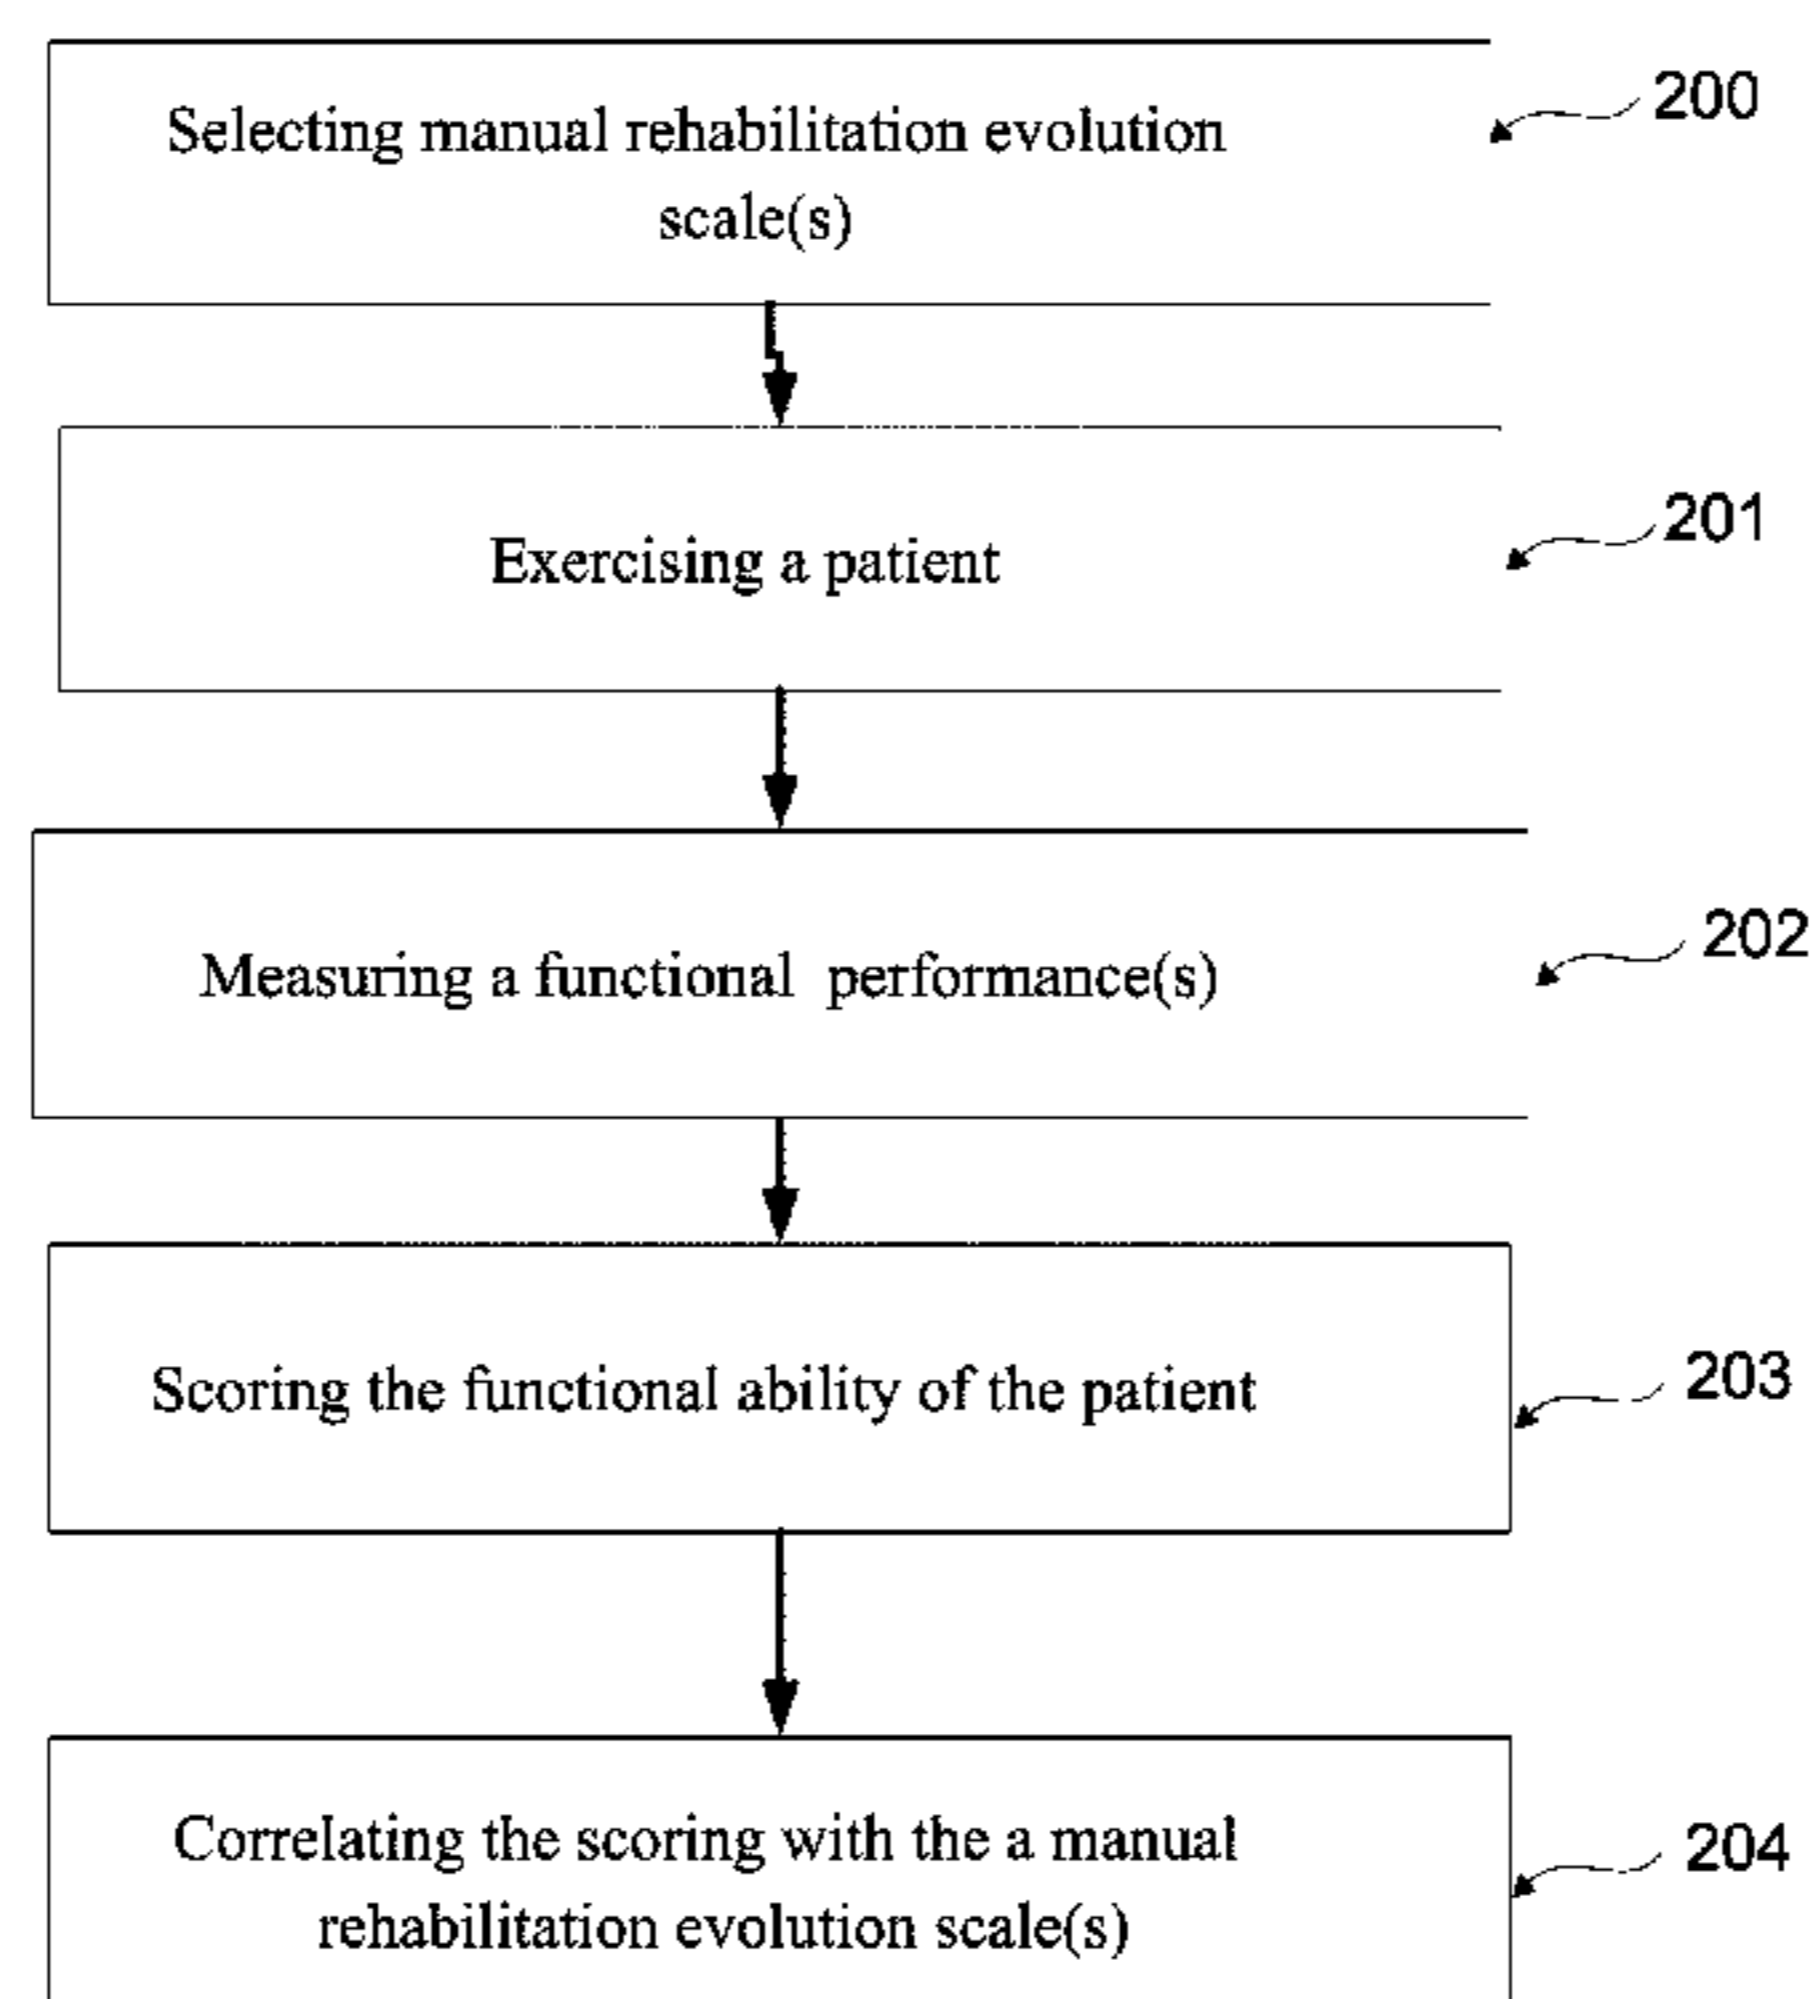 Selecting manual rehabilitation evolution
scale(s)
200
Exercising a patient
201
Measuring a functional performance(s)
202
Scoring the functional ability of the patient
203
Correlating the scoring with the a manual
rehabilitation evolution scale(s)
204